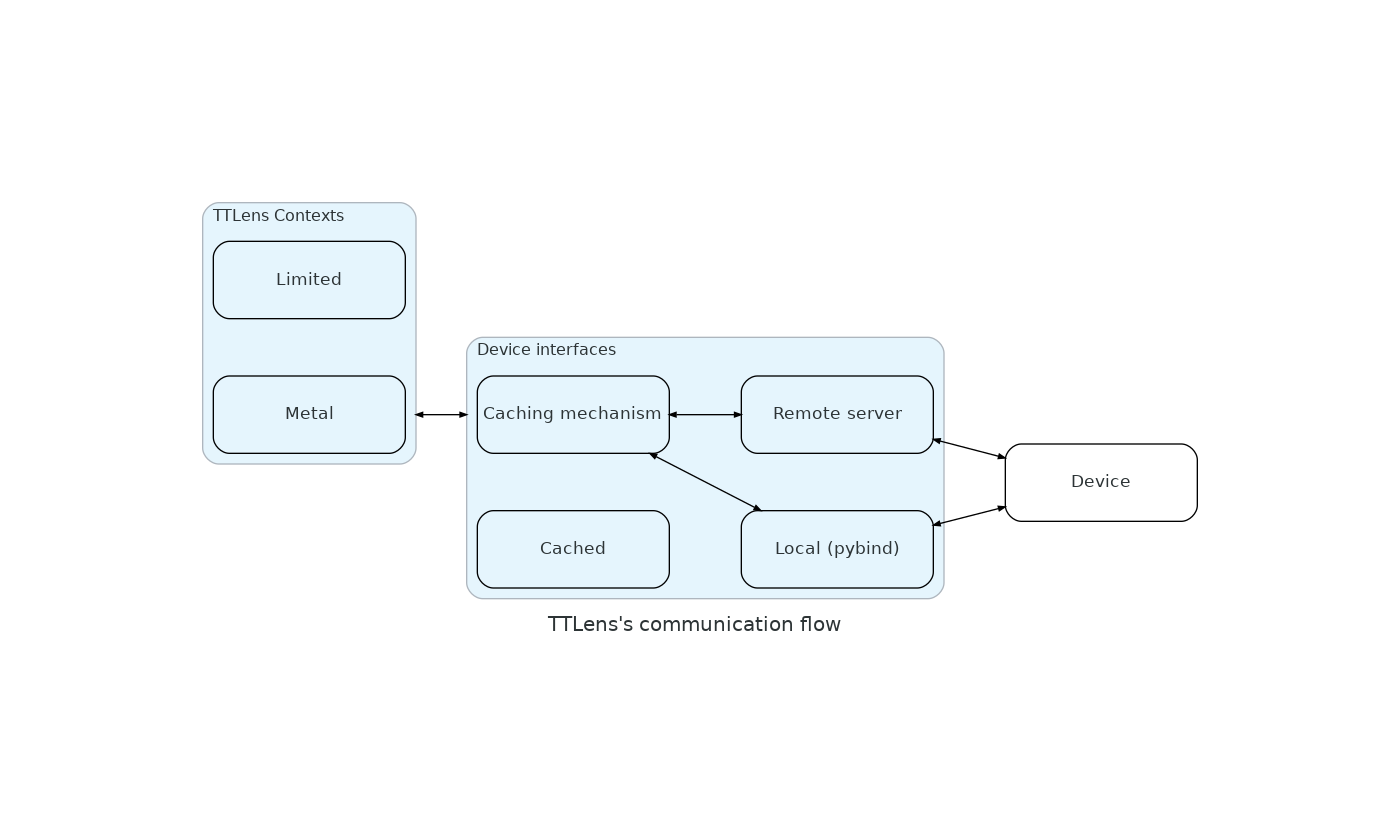 TTLens Contexts
Limited
Metal
Device interfaces
Caching mechanism
Remote server
Cached
Local (pybind)
Device
TTLens's communication flow